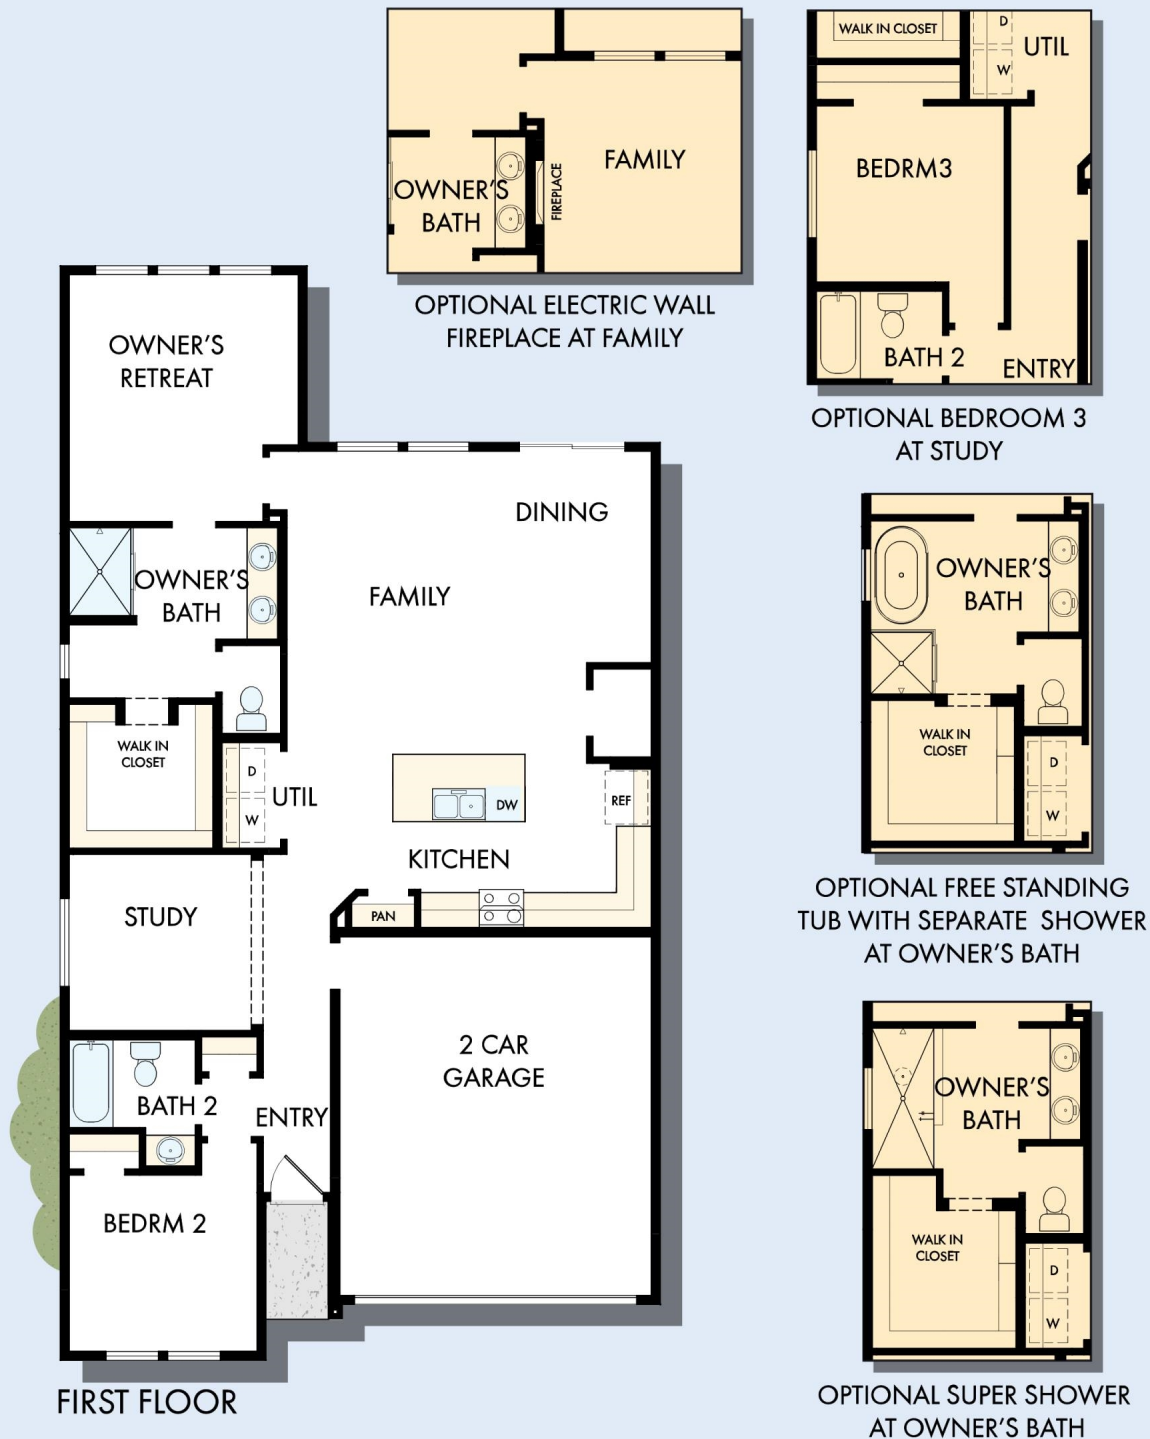 WALK IN CLOSET
D
W
UTIL
BEDRM3
BATH 2
ENTRY
OPTIONAL BEDROOM 3
AT STUDY
OWNER'S
BATH
FIREPLACE
FAMILY
OPTIONAL ELECTRIC WALL
FIREPLACE AT FAMILY
OWNER'S
RETREAT
DINING
FAMILY
OWNER'S
BATH
WALK IN
CLOSET
D
W
UTIL
DW
REF
KITCHEN
PAN
STUDY
2 CAR
GARAGE
BATH 2
ENTRY
BEDRM 2
FIRST FLOOR
OWNER'S
BATH
WALK IN
CLOSET
D
W
OPTIONAL FREE STANDING
TUB WITH SEPARATE SHOWER
AT OWNER'S BATH
OWNER'S
BATH
WALK IN
CLOSET
D
W
OPTIONAL SUPER SHOWER
AT OWNER'S BATH